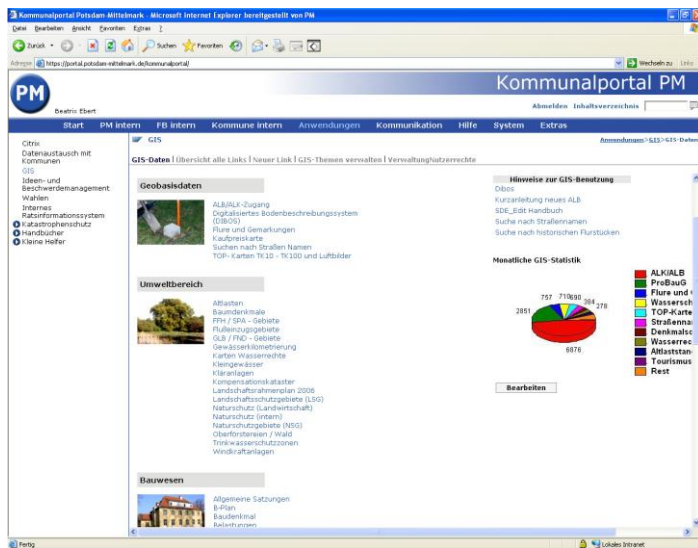 Kommunalportal Potsdam-Mittelmark - Microsoft Internet Explorer bereitgestellt von PM
Datei Bearbeiten Ansicht Favoriten Extras ?
Zurück Suchen Favoriten
Adresse https://portal.potsdam-mittelmark.de/kommunalportal/ Wechseln zu Links
PM
Kommunalportal PM
Beatrix Ebert
Abmelden Inhaltsverzeichnis
Start PM intern FB intern Kommune intern Anwendungen Kommunikation Hilfe System Extras
Citrix
Datenaustausch mit
Kommunen
GIS
Ideen- und
Beschwerdemanagement
Wahlen
Internes
Ratsinformationssystem
Katastrophenschutz
Handbücher
Kleine Helfer
GIS
Anwendungen>GIS>GIS-Daten
GIS-Daten | Übersicht alle Links | Neuer Link | GIS-Themen verwalten | Verwaltungnutzerrechte
Geobasisdaten
ALB/ALK-Zugang
Digitalisiertes Bodenbeschreibungssystem
(DIBOS)
Flure und Gemarkungen
Kaufpreiskarte
Suchen nach Straßen Namen
TOP- Karten TK10 - TK100 und Luftbilder
Umweltbereich
Altlasten
Baumdenkmale
FFH / SPA - Gebiete
Flußeinzugsgebiete
GLB / FND - Gebiete
Gewässerkilometrierung
Karten Wasserrechte
Kleingewässer
Kläranlagen
Kompensationskataster
Landschaftsrahmenplan 2006
Landschaftsschutzgebiete (LSG)
Naturschutz (Landwirtschaft)
Naturschutz (intern)
Naturschutzgebiete (NSG)
Oberförstereien / Wald
Trinkwasserschutzzonen
Windkraftanlagen
Bauwesen
Allgemeine Satzungen
B-Plan
Baudenkmal
Belastungen
Hinweise zur GIS-Benutzung
Dibos
Kurzanleitung neues ALB
SDE_Edit Handbuch
Suche nach Straßennamen
Suche nach historischen Flurstücken
Monatliche GIS-Statistik
757 710 690 384 278
2851
6876
ALK/ALB
ProBauG
Flure und
Wassersch
TOP-Karte
Straßenna
Denkmalsc
Wasserrec
Altlaststan
Tourismus
Rest
Bearbeiten
Fertig
Lokales Intranet